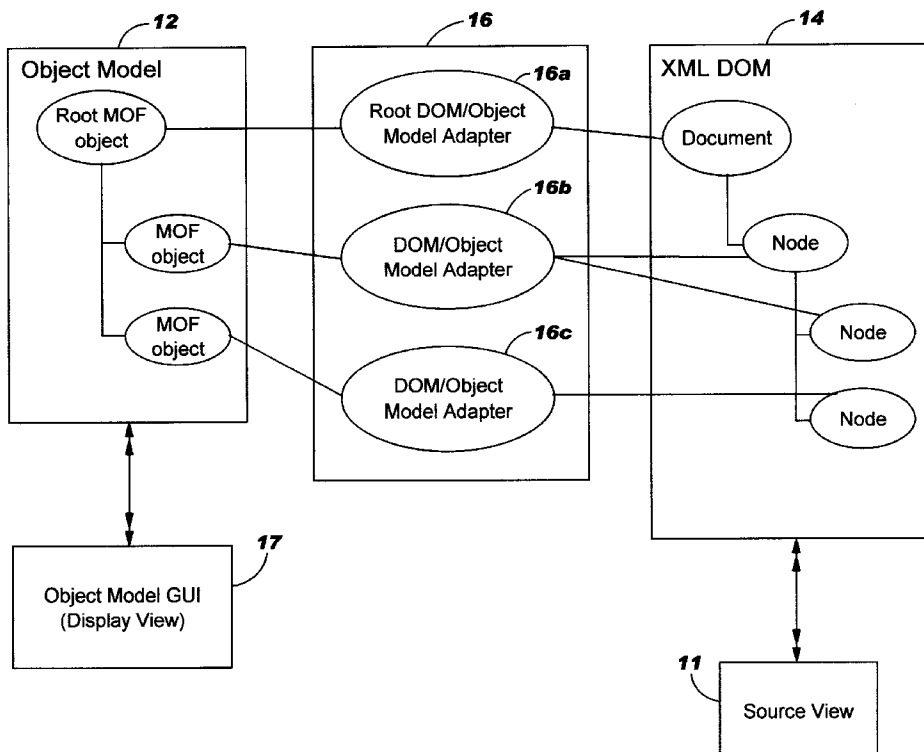 12
16
14
Object Model
XML DOM
16a
Root MOF
object
Root DOM/Object
Model Adapter
Document
16b
MOF
object
DOM/Object
Model Adapter
Node
MOF
object
Node
16c
DOM/Object
Model Adapter
Node
17
Object Model GUI
(Display View)
11
Source View